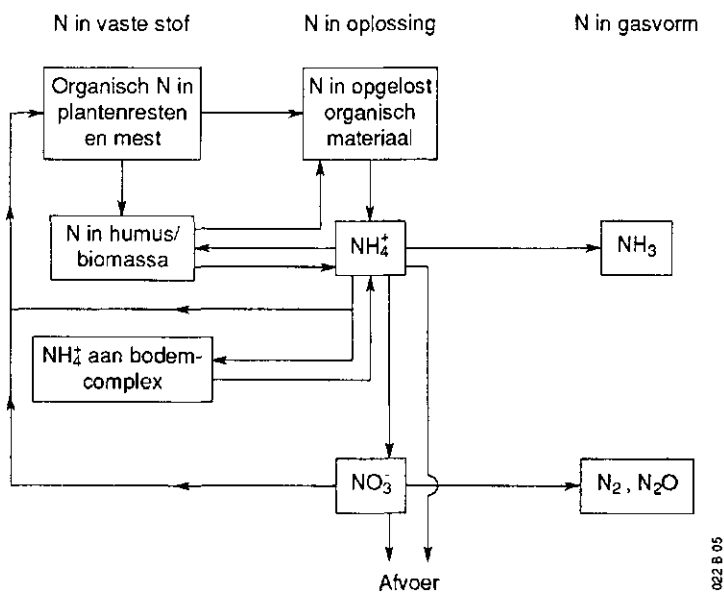 N in vaste stof
N in oplossing
N in gasvorm
Organisch N in
plantenresten
en mest
N in opgelost
organisch
materiaal
N in humus/
biomassa
NH₄⁺
NH₃
NH₄⁺ aan bodem-
complex
NO₃⁻
N₂ , N₂O
Afvoer
022 B 05